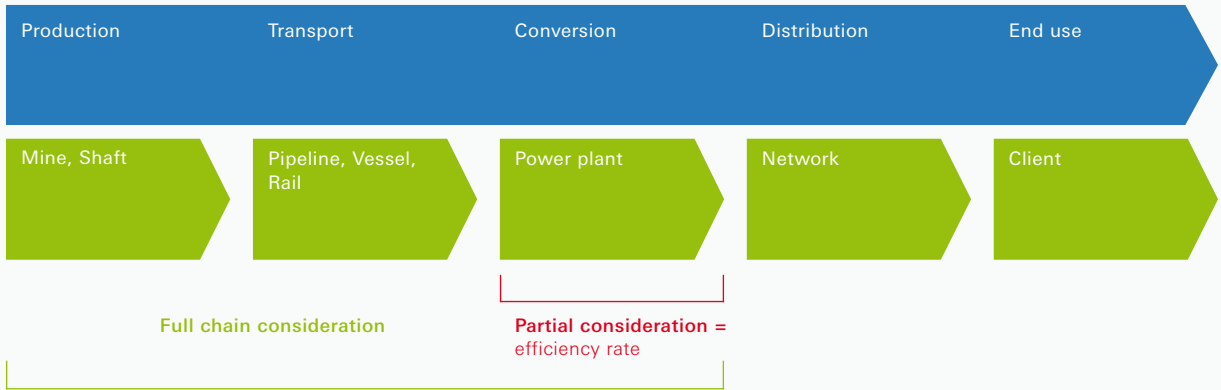 Production
Transport
Conversion
Distribution
End use
Mine, Shaft
Pipeline, Vessel,
Rail
Power plant
Network
Client
Full chain consideration
Partial consideration =
efficiency rate